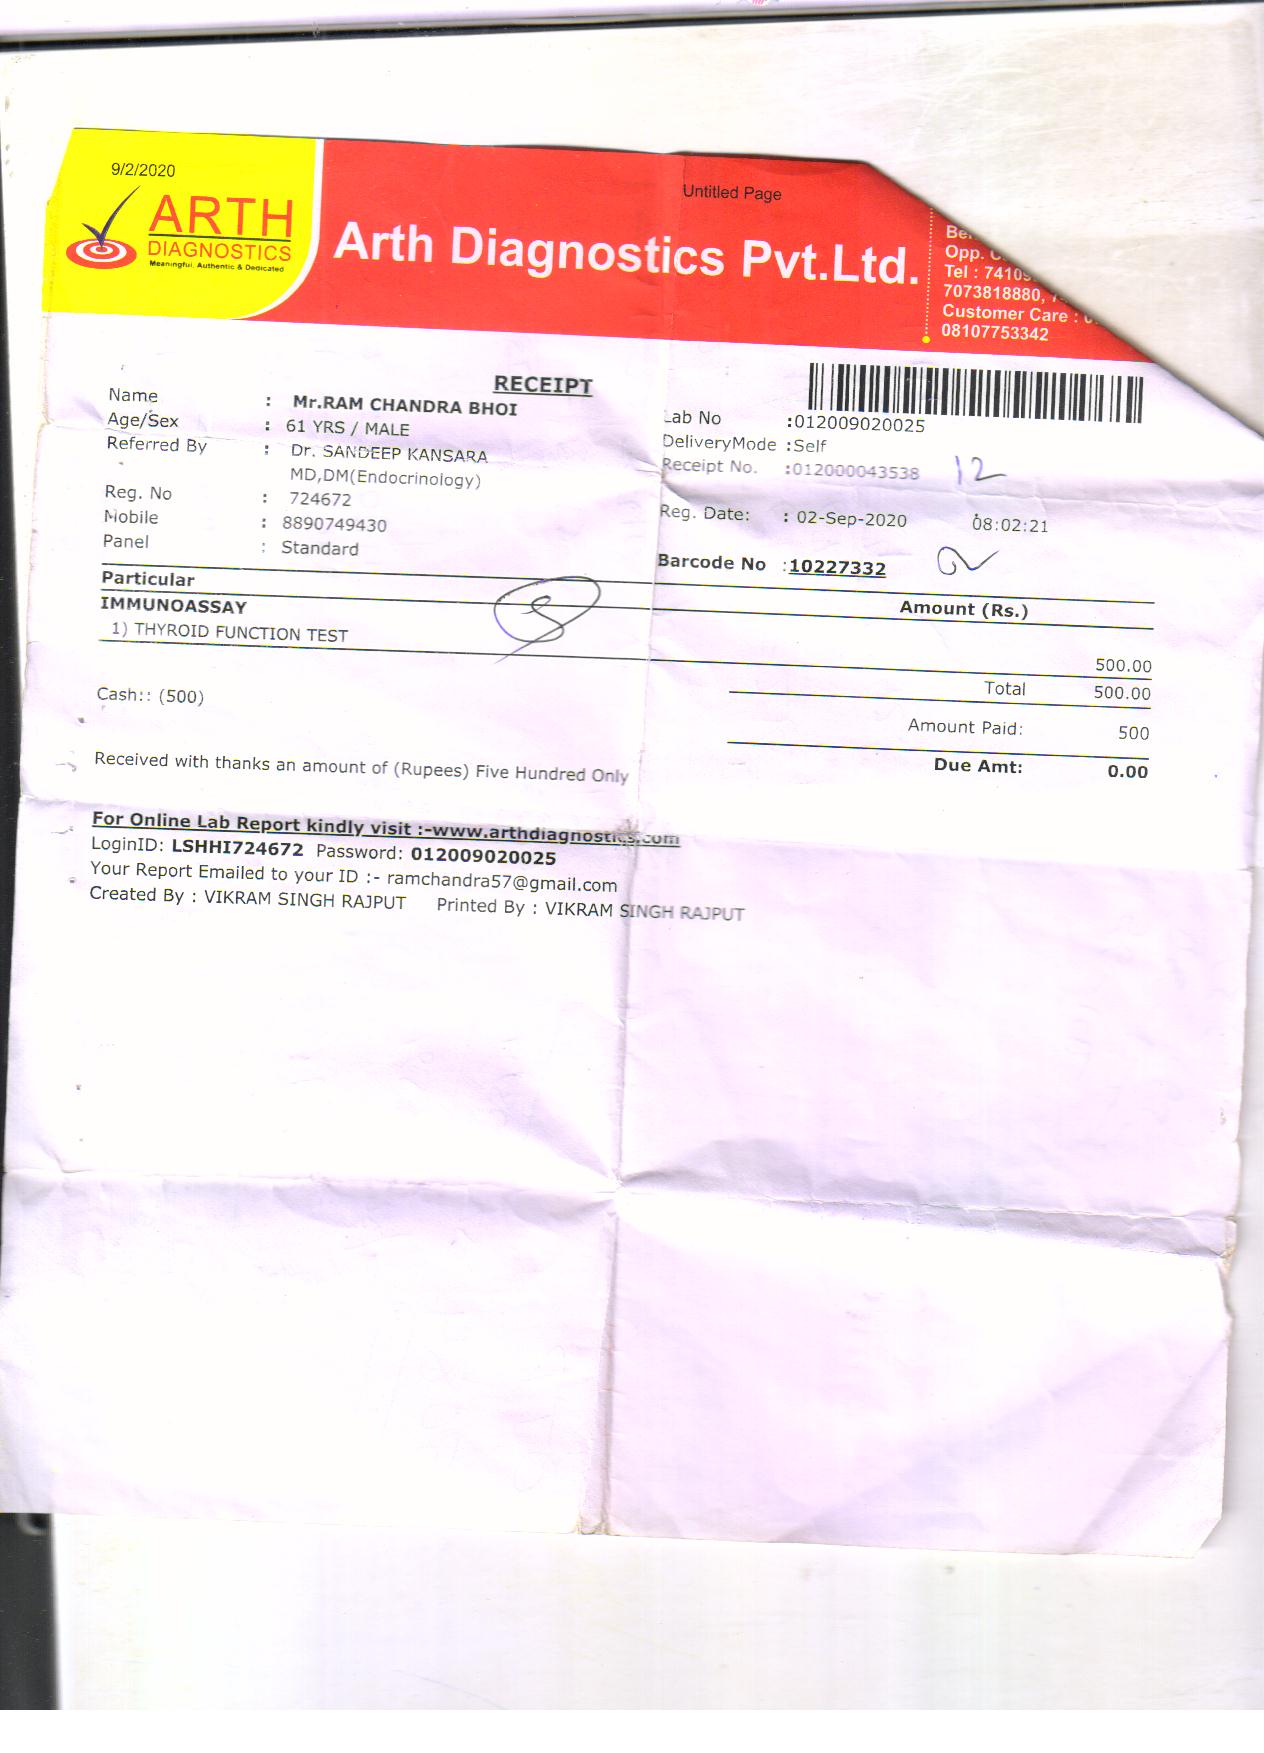 9/2/2020
Untitled Page
ARTH
DIAGNOSTICS
Meaningful, Authentic & Dedicated
Arth Diagnostics Pvt.Ltd.
Opp.
Tel :
7073818880,
Customer Care :
08107753342
RECEIPT
Name : Mr.RAM CHANDRA BHOI
Age/Sex : 61 YRS / MALE
Referred By : Dr. SANDEEP KANSARA
MD,DM(Endocrinology)
Reg. No : 724672
Mobile : 8890749430
Panel : Standard
Lab No :012009020025
DeliveryMode :Self
Receipt No. :012000043538 12
Reg. Date: : 02-Sep-2020 08:02:21
Barcode No :10227332
Particular Amount (Rs.)
IMMUNOASSAY
1) THYROID FUNCTION TEST 500.00
Total 500.00
Cash:: (500)
Amount Paid: 500
Due Amt: 0.00
Received with thanks an amount of (Rupees) Five Hundred Only
For Online Lab Report kindly visit :-www.arthdiagnostics.com
LoginID: LSHHI724672 Password: 012009020025
Your Report Emailed to your ID :- ramchandra57@gmail.com
Created By : VIKRAM SINGH RAJPUT Printed By : VIKRAM SINGH RAJPUT